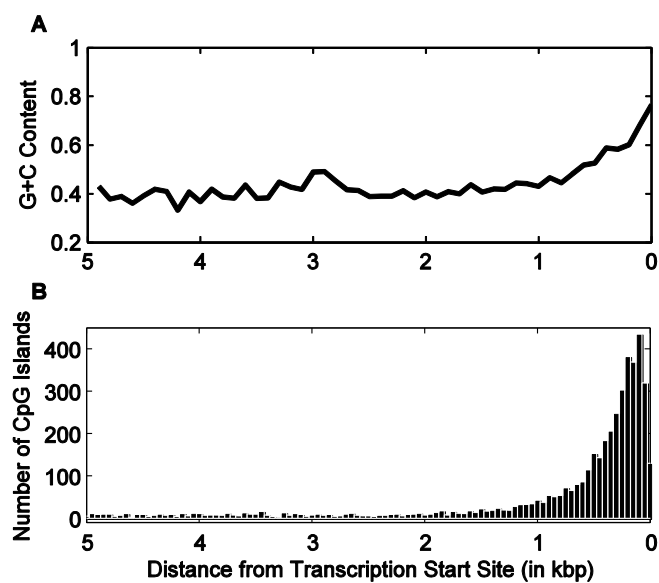 A
G+C Content
1
0.8
0.6
0.4
0.2
5 4 3 2 1 0
B
Number of CpG Islands
400
300
200
100
0
5 4 3 2 1 0
Distance from Transcription Start Site (in kbp)